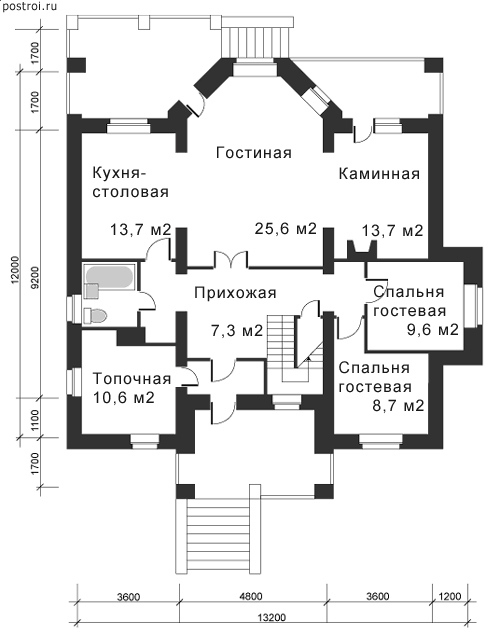 postroi.ru
1700
1700
12000
9200
1100
1700
Кухня-
столовая
13,7 м2
Гостиная
25,6 м2
Каминная
13,7 м2
Прихожая
7,3 м2
Спальня
гостевая
9,6 м2
Топочная
10,6 м2
Спальня
гостевая
8,7 м2
3600
4800
3600
1200
13200